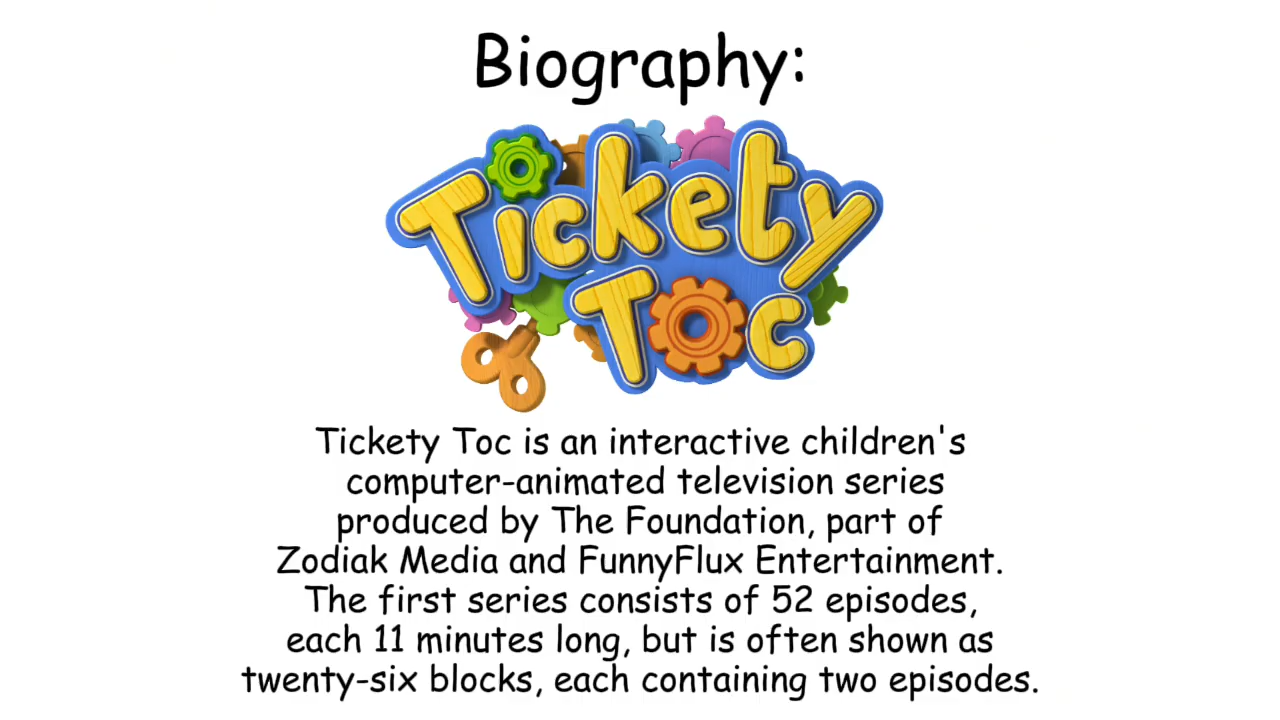 Biography:
Tickety
Toc
Tickety Toc is an interactive children's
computer-animated television series
produced by The Foundation, part of
Zodiak Media and FunnyFlux Entertainment.
The first series consists of 52 episodes,
each 11 minutes long, but is often shown as
twenty-six blocks, each containing two episodes.